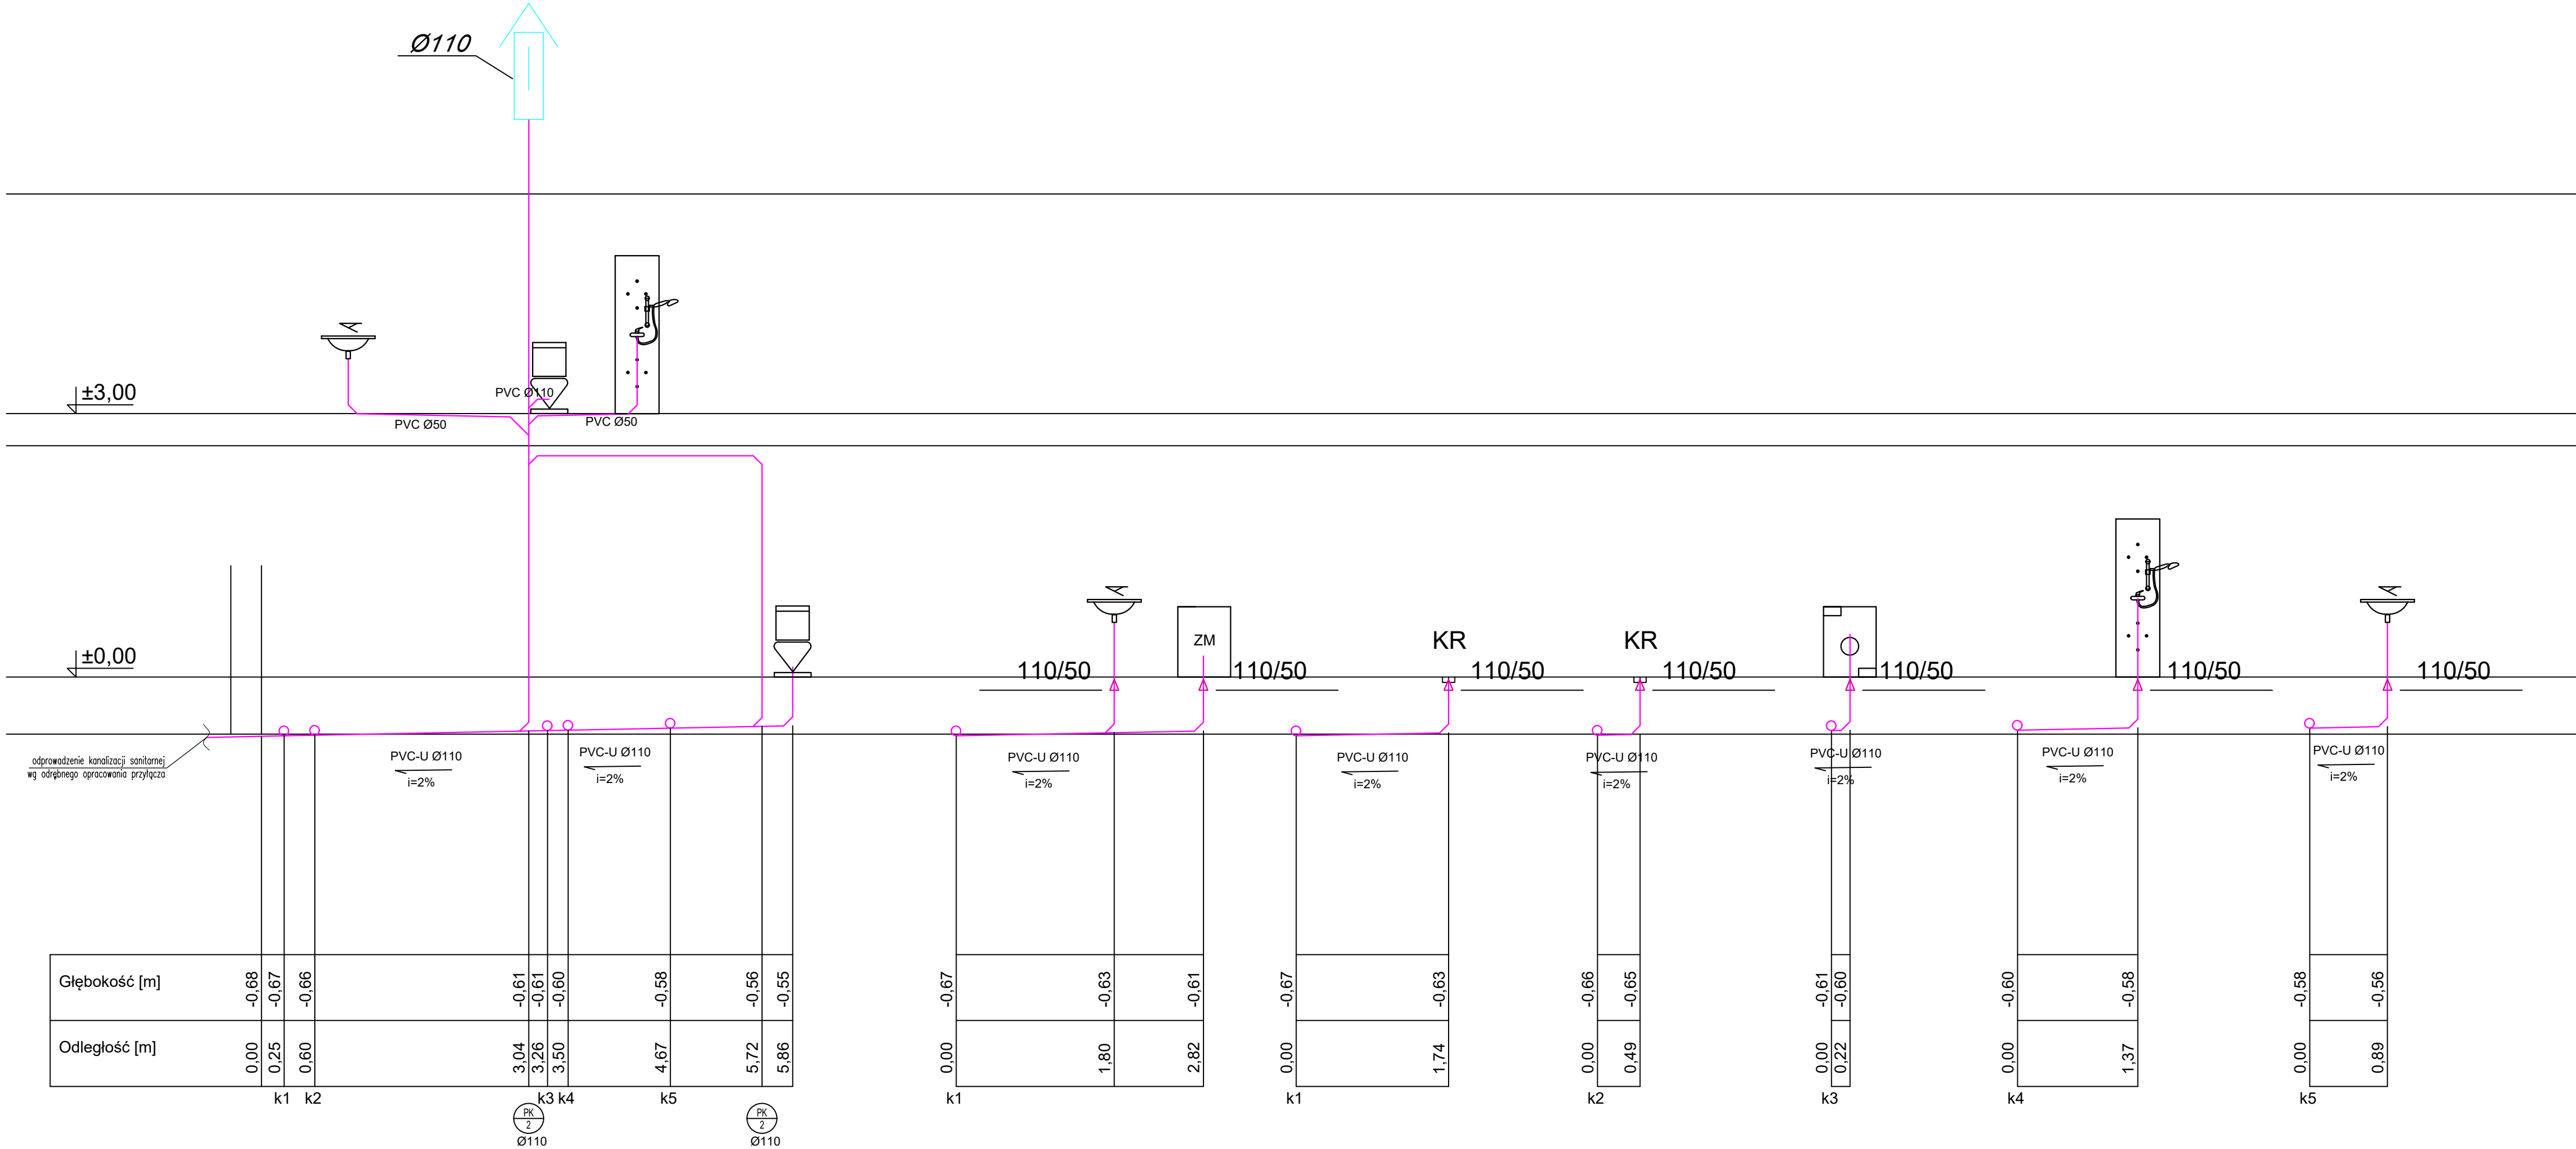 Ø110
±3,00
PVC Ø110
PVC Ø50
PVC Ø50
±0,00
ZM
KR
KR
110/50
110/50
110/50
110/50
110/50
110/50
110/50
odprowadzenie kanalizacji sanitarnej
wg odrębnego opracowania przyłącza
PVC-U Ø110
i=2%
PVC-U Ø110
i=2%
PVC-U Ø110
i=2%
PVC-U Ø110
i=2%
PVC-U Ø110
i=2%
PVC-U Ø110
i=2%
PVC-U Ø110
i=2%
PVC-U Ø110
i=2%
Głębokość [m] -0,68 -0,67 -0,66 -0,61 -0,61 -0,60 -0,58 -0,56 -0,55 -0,67 -0,63 -0,61 -0,67 -0,63 -0,66 -0,65 -0,61 -0,60 -0,60 -0,58 -0,58 -0,56
Odległość [m] 0,00 0,25 0,60 3,04 3,26 3,50 4,67 5,72 5,86 0,00 1,80 2,82 0,00 1,74 0,00 0,49 0,00 0,22 0,00 1,37 0,00 0,89
k1 k2 k3 k4 k5 k1 k1 k2 k3 k4 k5
PK
2
Ø110
PK
2
Ø110